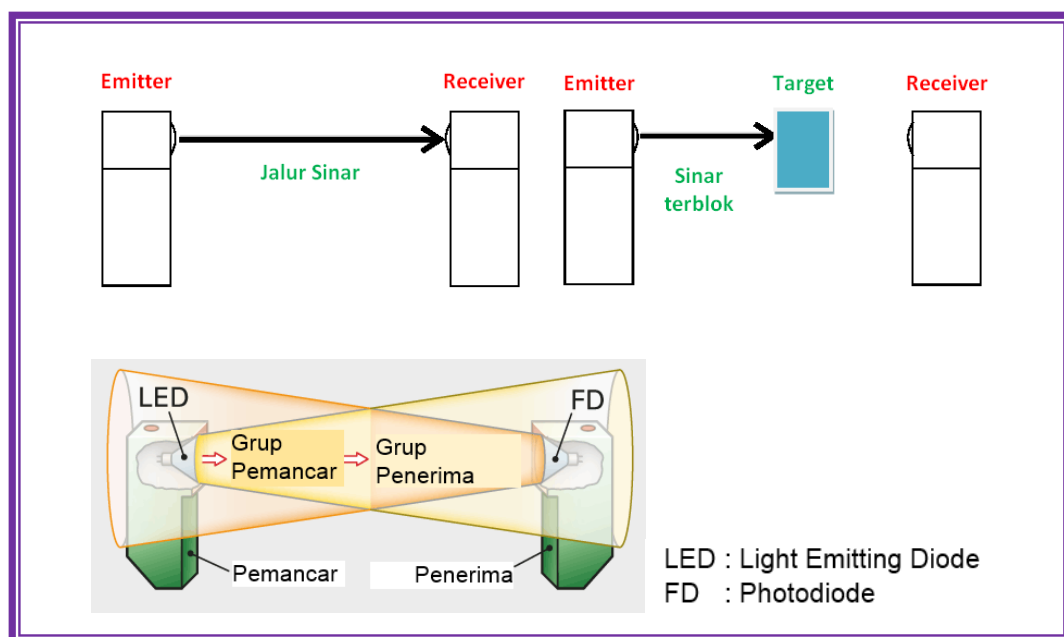 Emitter
Receiver
Emitter
Target
Receiver
Jalur Sinar
Sinar
terblok
LED
FD
Grup
Pemancar
Grup
Penerima
Pemancar
Penerima
LED : Light Emitting Diode
FD : Photodiode